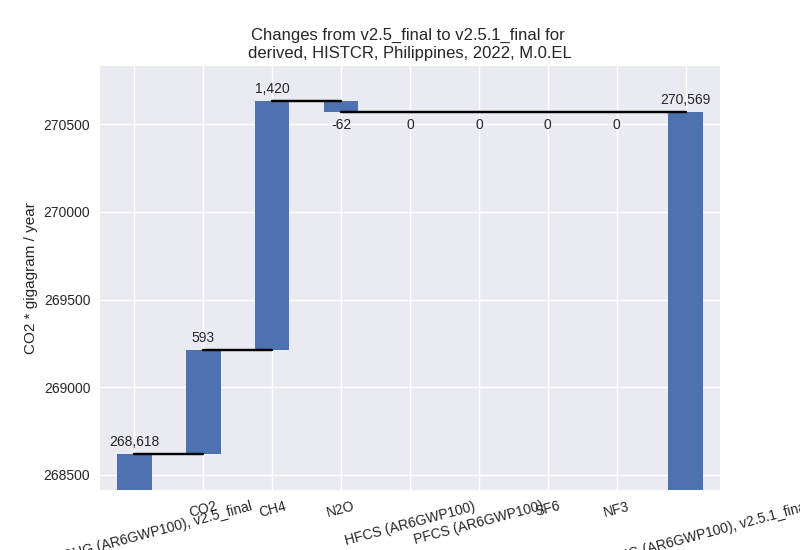 Changes from v2.5_final to v2.5.1_final for
derived, HISTCR, Philippines, 2022, M.0.EL
CO2 * gigagram / year
270500
270000
269500
269000
268500
268,618
593
1,420
-62
0
0
0
0
270,569
(AR6GWP100), v2.5_final
CO2
CH4
N2O
HFCS (AR6GWP100)
PFCS (AR6GWP100)
SF6
NF3
(AR6GWP100), v2.5.1_fina